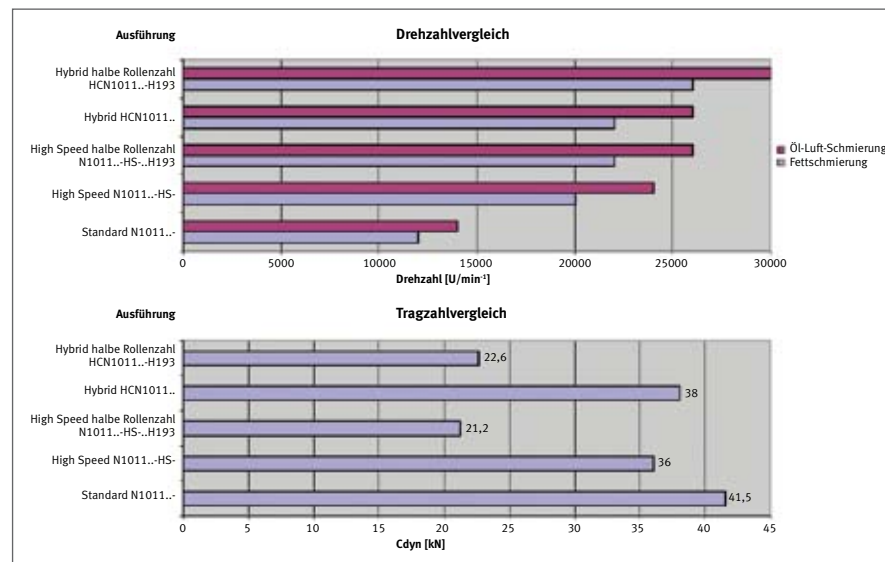 Ausführung Drehzahlvergleich
Hybrid halbe Rollenzahl
HCN1011..-H193
Hybrid HCN1011..
High Speed halbe Rollenzahl
N1011..-HS-..H193
High Speed N1011..-HS-
Standard N1011..-
0 5000 10000 15000 20000 25000 30000
Drehzahl [U/min⁻¹]
Öl-Luft-Schmierung
Fettschmierung
Ausführung Tragzahlvergleich
Hybrid halbe Rollenzahl
HCN1011..-H193
22,6
Hybrid HCN1011..
38
High Speed halbe Rollenzahl
N1011..-HS-..H193
21,2
High Speed N1011..-HS-
36
Standard N1011..-
41,5
0 5 10 15 20 25 30 35 40 45
Cdyn [kN]